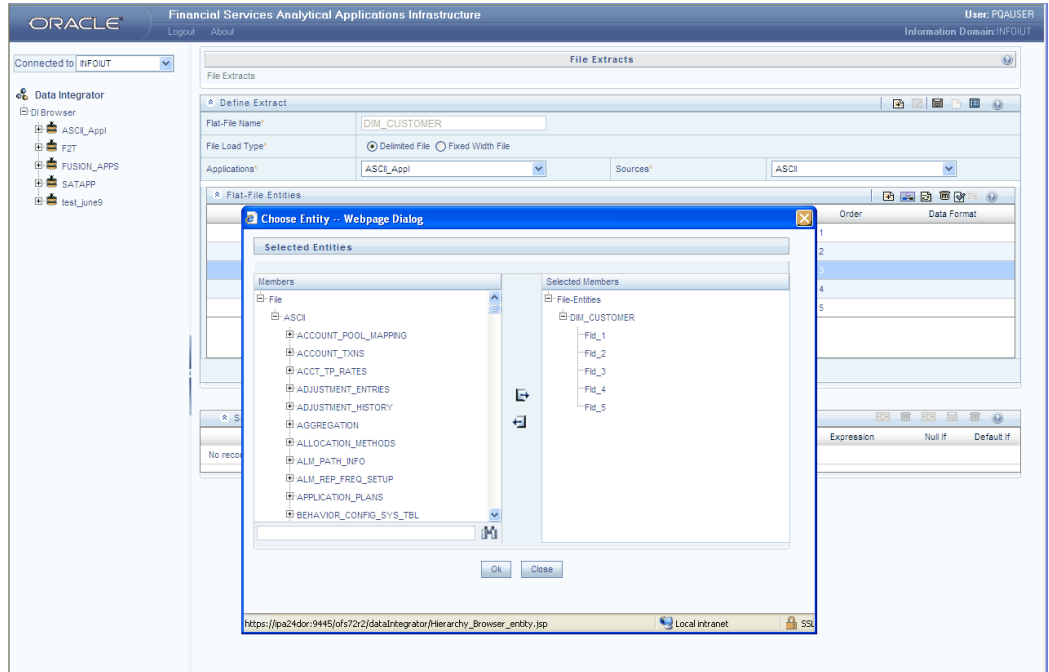 ORACLE
Financial Services Analytical Applications Infrastructure
User: PQAUSER
Logout About
Information Domain:INFOIUT
Connected to INFOIUT
Data Integrator
DI Browser
ASCII_Appl
F2T
FUSION_APPS
SATAPP
test_june9
File Extracts
File Extracts
Define Extract
Flat-File Name*
DIM_CUSTOMER
File Load Type*
Delimited File Fixed Width File
Applications*
ASCII_Appl
Sources*
ASCII
Flat-File Entities
Order Data Format
1
2
3
4
5
Choose Entity -- Webpage Dialog
Selected Entities
Members
File
ASCII
ACCOUNT_POOL_MAPPING
ACCOUNT_TXNS
ACCT_TP_RATES
ADJUSTMENT_ENTRIES
ADJUSTMENT_HISTORY
AGGREGATION
ALLOCATION_METHODS
ALM_PATH_INFO
ALM_REP_FREQ_SETUP
APPLICATION_PLANS
BEHAVIOR_CONFIG_SYS_TBL
Selected Members
File-Entities
DIM_CUSTOMER
Fld_1
Fld_2
Fld_3
Fld_4
Fld_5
Ok Close
https://ipa24dor:9445/ofs72r2/dataIntegrator/Hierarchy_Browser_entity.jsp
Local intranet
SSL
S
Expression Null If Default If
No recor